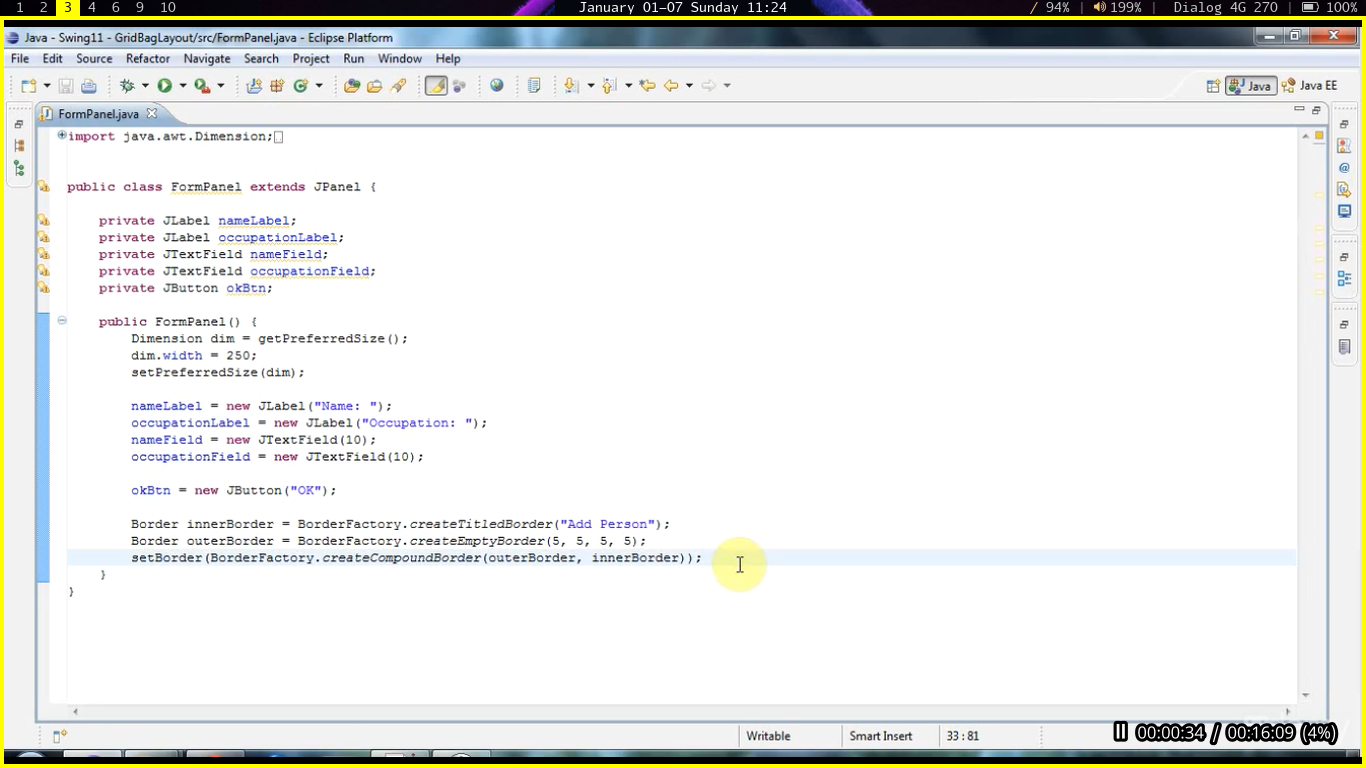 1 2 3 4 6 9 10 January 01-07 Sunday 11:24 / 94% 199% Dialog 4G 270 100%
Java - Swing11 - GridBagLayout/src/FormPanel.java - Eclipse Platform
File Edit Source Refactor Navigate Search Project Run Window Help
Java Java EE
FormPanel.java
import java.awt.Dimension;
public class FormPanel extends JPanel {
private JLabel nameLabel;
private JLabel occupationLabel;
private JTextField nameField;
private JTextField occupationField;
private JButton okBtn;
public FormPanel() {
Dimension dim = getPreferredSize();
dim.width = 250;
setPreferredSize(dim);
nameLabel = new JLabel("Name: ");
occupationLabel = new JLabel("Occupation: ");
nameField = new JTextField(10);
occupationField = new JTextField(10);
okBtn = new JButton("OK");
Border innerBorder = BorderFactory.createTitledBorder("Add Person");
Border outerBorder = BorderFactory.createEmptyBorder(5, 5, 5, 5);
setBorder(BorderFactory.createCompoundBorder(outerBorder, innerBorder));
}
}
Writable Smart Insert 33 : 81
00:00:34 / 00:16:09 (4%)